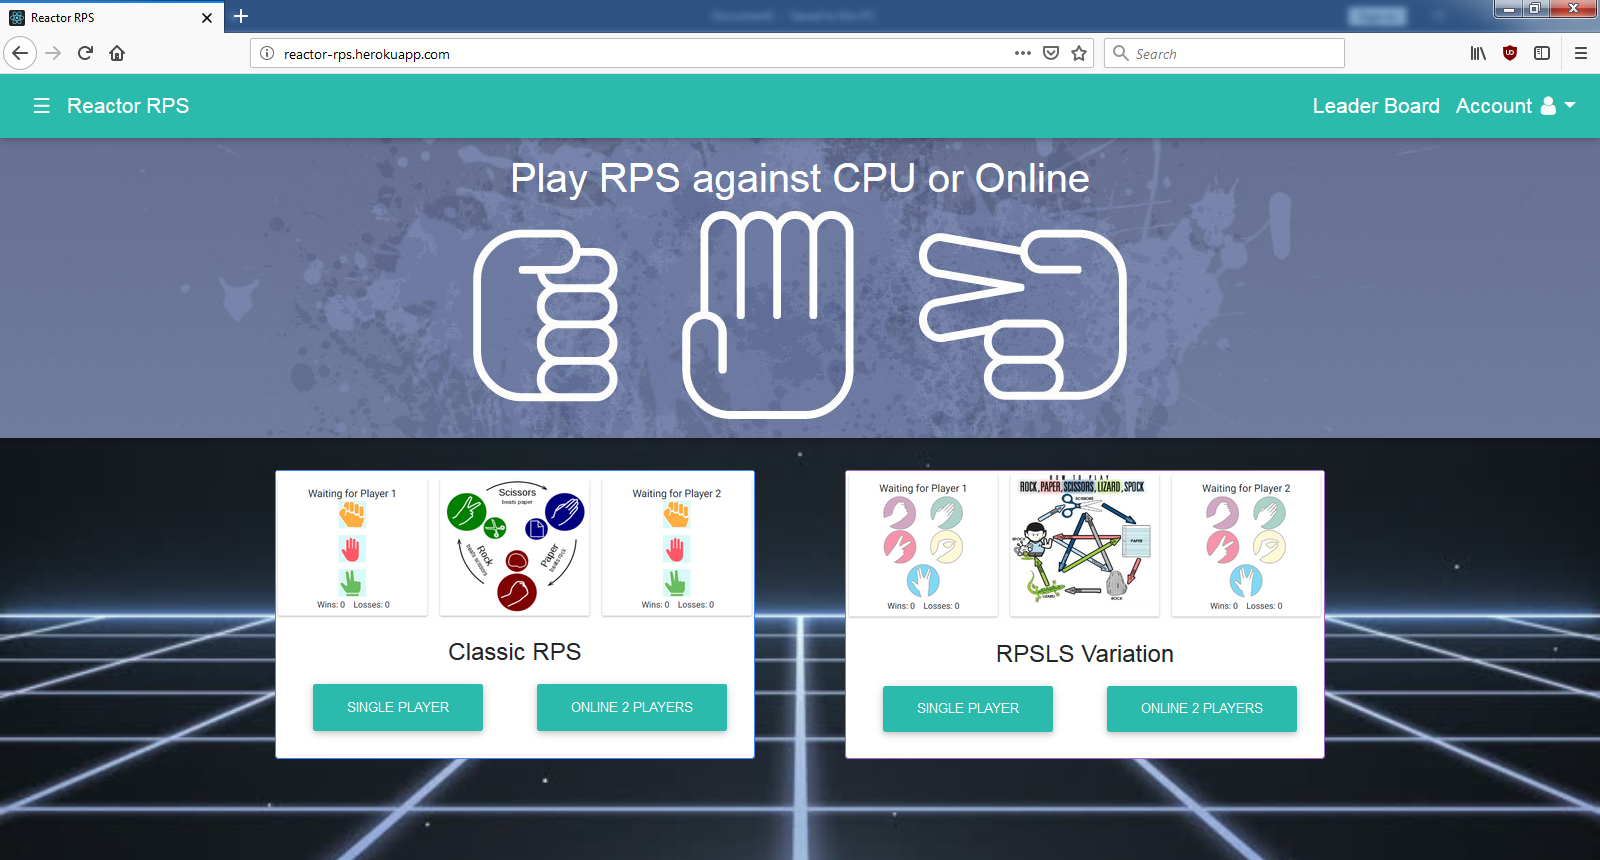 Reactor RPS
reactor-rps.herokuapp.com
Search
Reactor RPS
Leader Board
Account
Play RPS against CPU or Online
Waiting for Player 1
Wins: 0 Losses: 0
Scissors
beats paper
Rock
beats scissors
Paper
beats rock
Waiting for Player 2
Wins: 0 Losses: 0
Classic RPS
SINGLE PLAYER
ONLINE 2 PLAYERS
Waiting for Player 1
Wins: 0 Losses: 0
HOW TO PLAY
ROCK, PAPER, SCISSORS, LIZARD, SPOCK
SCISSORS
PAPER
SPOCK
LIZARD
ROCK
Waiting for Player 2
Wins: 0 Losses: 0
RPSLS Variation
SINGLE PLAYER
ONLINE 2 PLAYERS